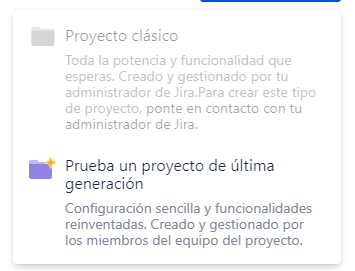 Proyecto clásico
Toda la potencia y funcionalidad que
esperas. Creado y gestionado por tu
administrador de Jira.Para crear este tipo
de proyecto, ponte en contacto con tu
administrador de Jira.
Prueba un proyecto de última
generación
Configuración sencilla y funcionalidades
reinventadas. Creado y gestionado por
los miembros del equipo del proyecto.